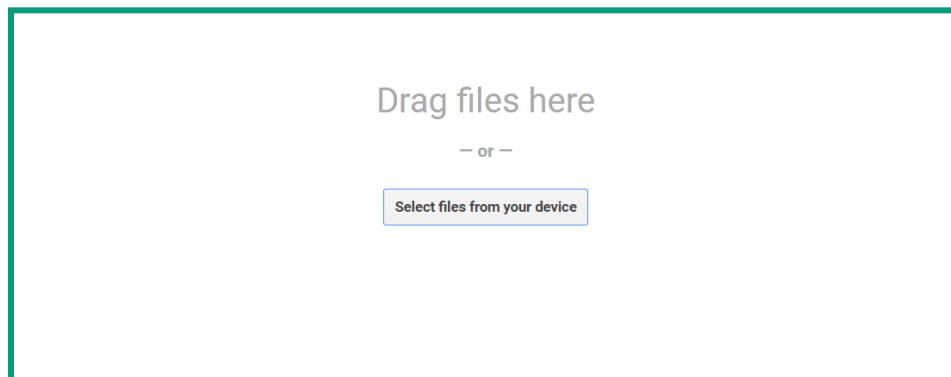 Drag files here
— or —
Select files from your device